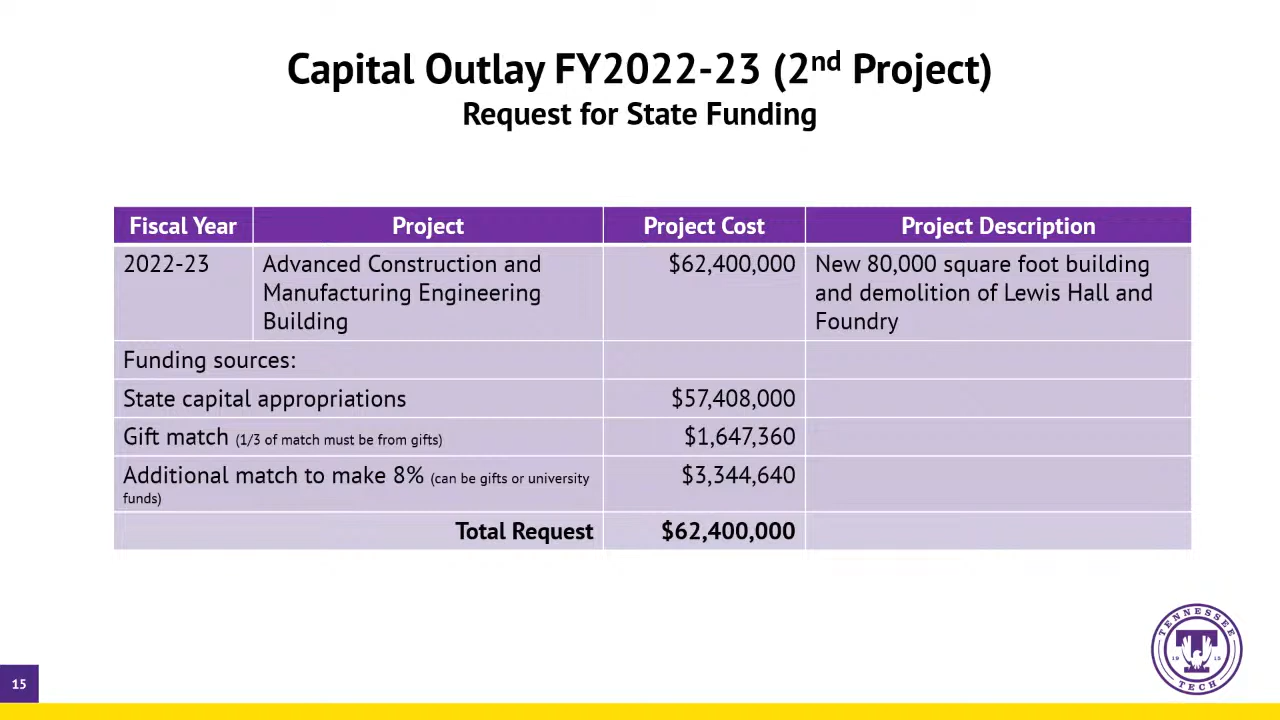 Capital Outlay FY2022-23 (2nd Project)
Request for State Funding
Fiscal Year Project Project Cost Project Description
2022-23 Advanced Construction and $62,400,000 New 80,000 square foot building
Manufacturing Engineering and demolition of Lewis Hall and
Building Foundry
Funding sources:
State capital appropriations $57,408,000
Gift match (1/3 of match must be from gifts) $1,647,360
Additional match to make 8% (can be gifts or university $3,344,640
funds)
Total Request $62,400,000
TENNESSEE
T
19 15
TECH
15